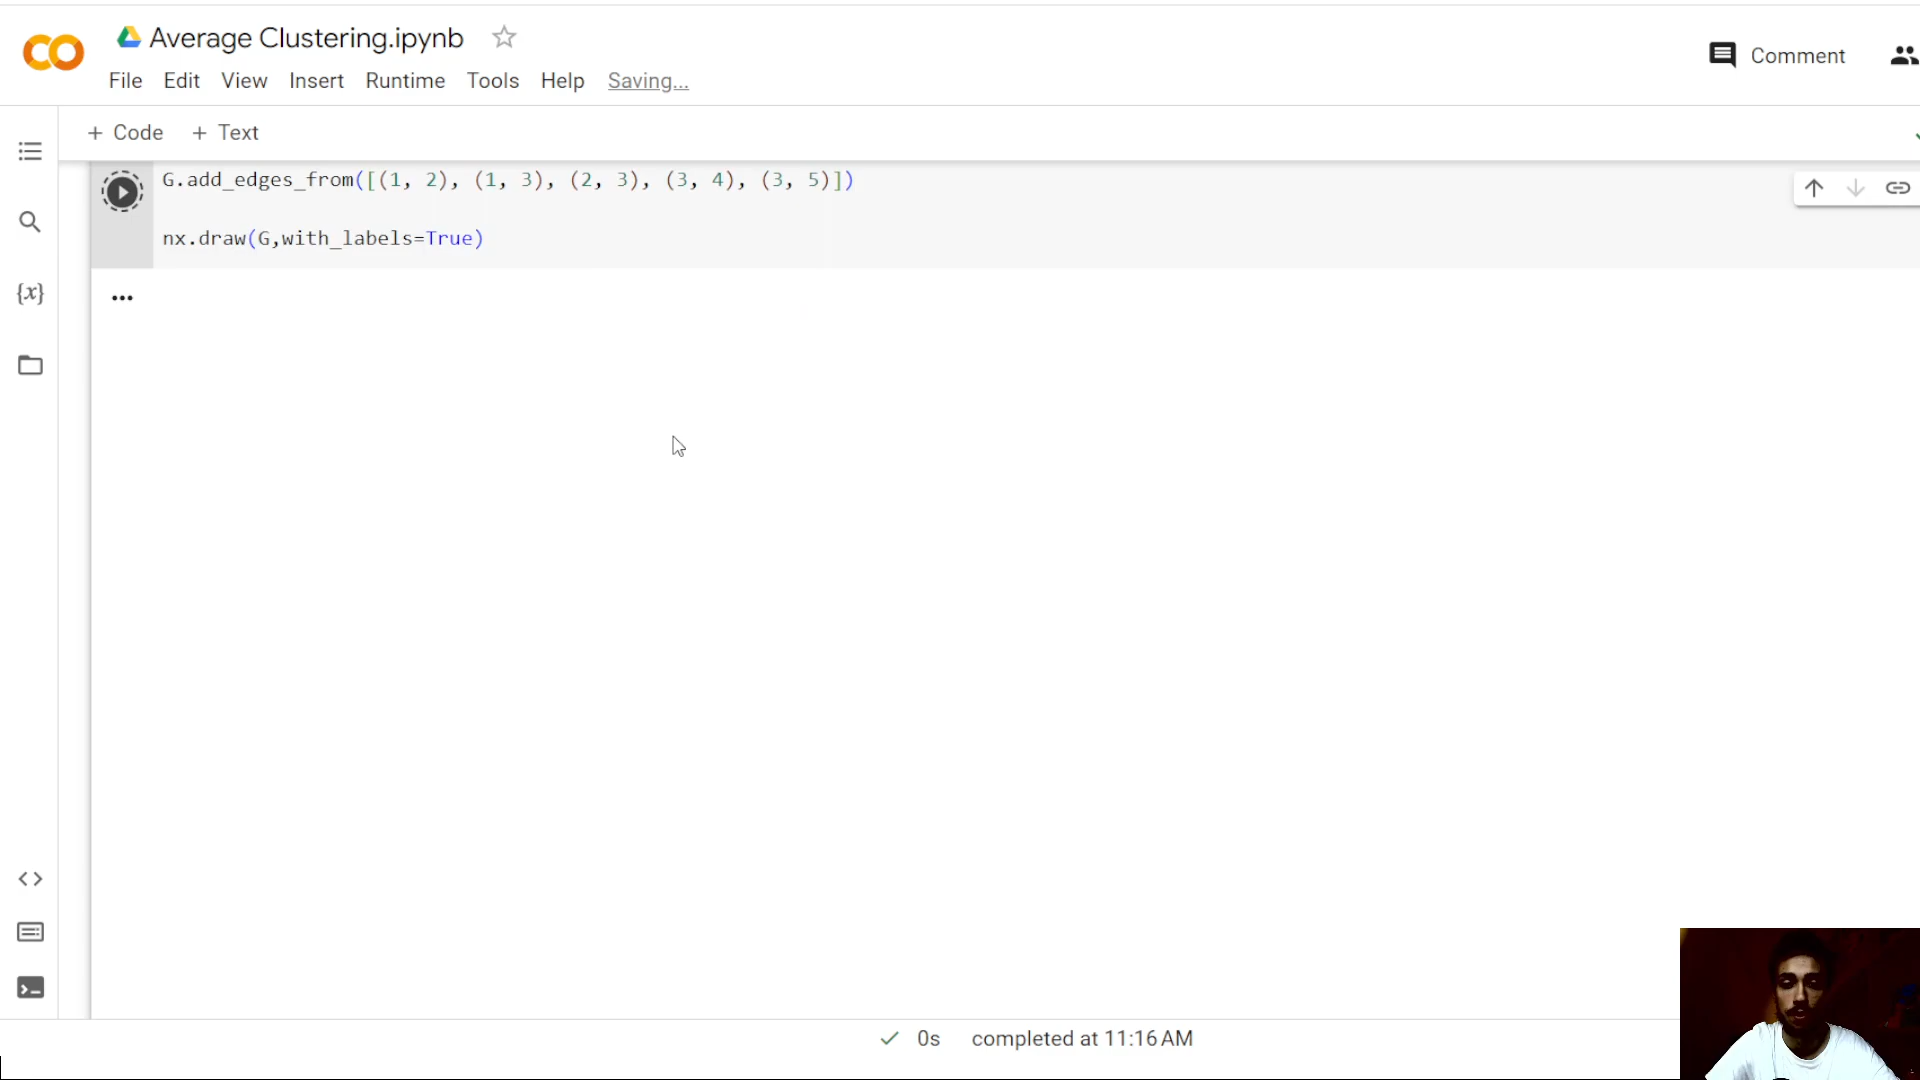 Average Clustering.ipynb
File Edit View Insert Runtime Tools Help Saving...
Comment
+ Code + Text
G.add_edges_from([(1, 2), (1, 3), (2, 3), (3, 4), (3, 5)])
nx.draw(G,with_labels=True)
{x}
0s completed at 11:16 AM